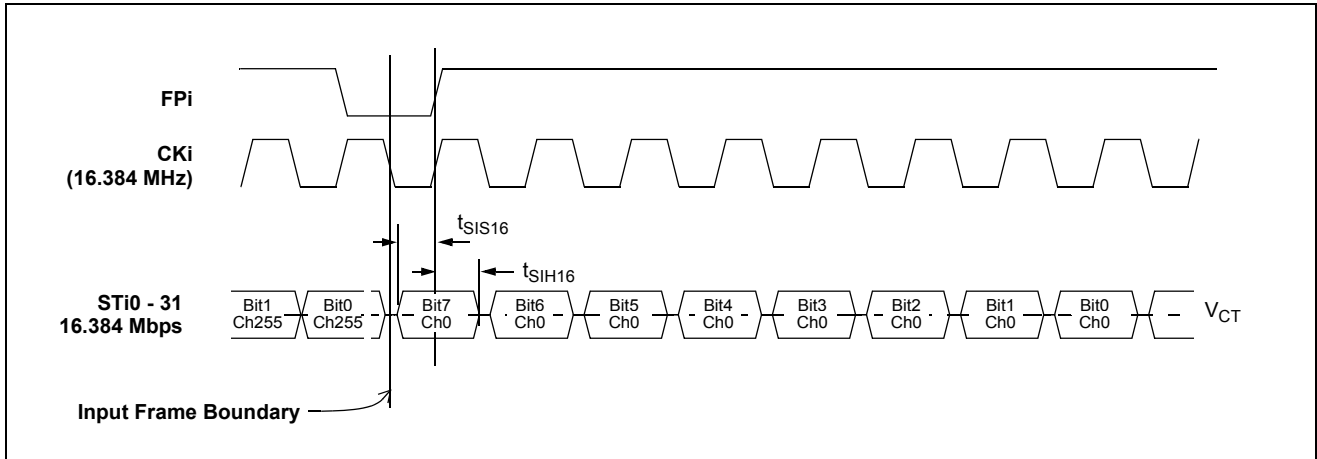 FPi
CKi
(16.384 MHz)
tSIS16
tSIH16
STi0 - 31
16.384 Mbps
Bit1 Bit0 Bit7 Bit6 Bit5 Bit4 Bit3 Bit2 Bit1 Bit0
Ch255 Ch255 Ch0 Ch0 Ch0 Ch0 Ch0 Ch0 Ch0 Ch0
VCT
Input Frame Boundary